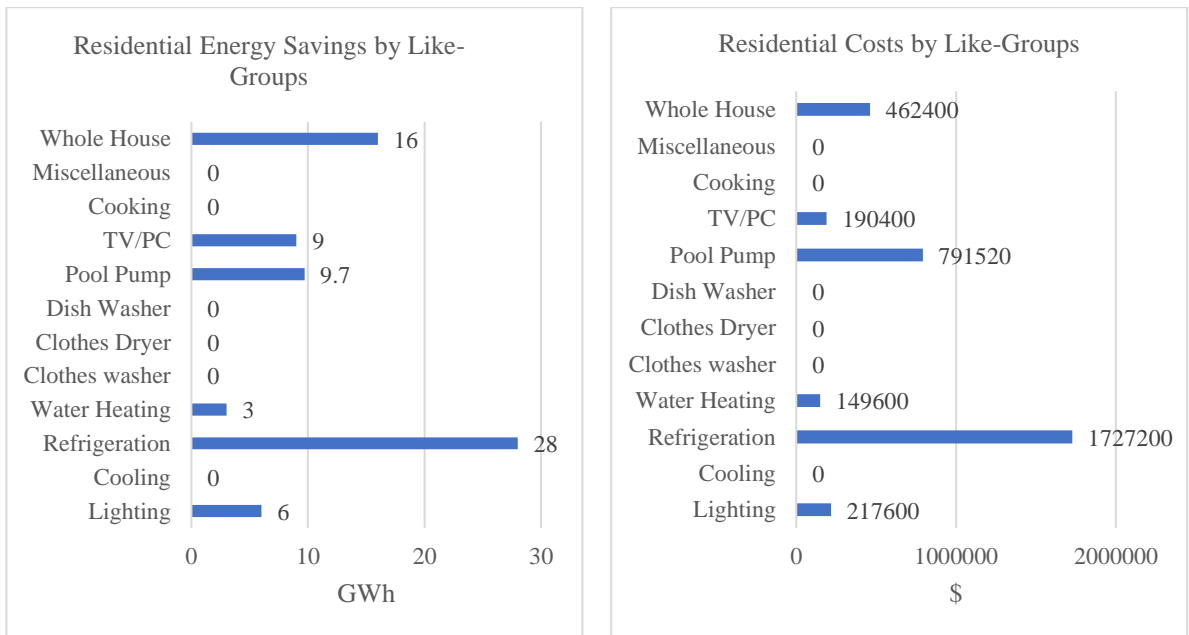 Residential Energy Savings by Like-
Groups
Whole House 16
Miscellaneous 0
Cooking 0
TV/PC 9
Pool Pump 9.7
Dish Washer 0
Clothes Dryer 0
Clothes washer 0
Water Heating 3
Refrigeration 28
Cooling 0
Lighting 6
0 10 20 30
GWh
Residential Costs by Like-Groups
Whole House 462400
Miscellaneous 0
Cooking 0
TV/PC 190400
Pool Pump 791520
Dish Washer 0
Clothes Dryer 0
Clothes washer 0
Water Heating 149600
Refrigeration 1727200
Cooling 0
Lighting 217600
0 1000000 2000000
$